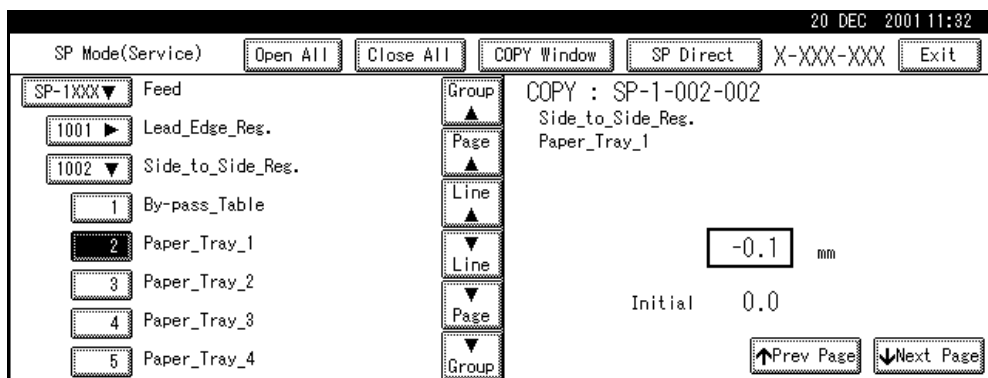 20 DEC 2001 11:32
SP Mode(Service) Open All Close All COPY Window SP Direct X-XXX-XXX Exit
SP-1XXX▼ Feed
1001 ▶ Lead_Edge_Reg.
1002 ▼ Side_to_Side_Reg.
1 By-pass_Table
2 Paper_Tray_1
3 Paper_Tray_2
4 Paper_Tray_3
5 Paper_Tray_4
Group
▲
Page
▲
Line
▲
▼
Line
▼
Page
▼
Group
COPY : SP-1-002-002
Side_to_Side_Reg.
Paper_Tray_1
-0.1 mm
Initial 0.0
↑Prev Page ↓Next Page